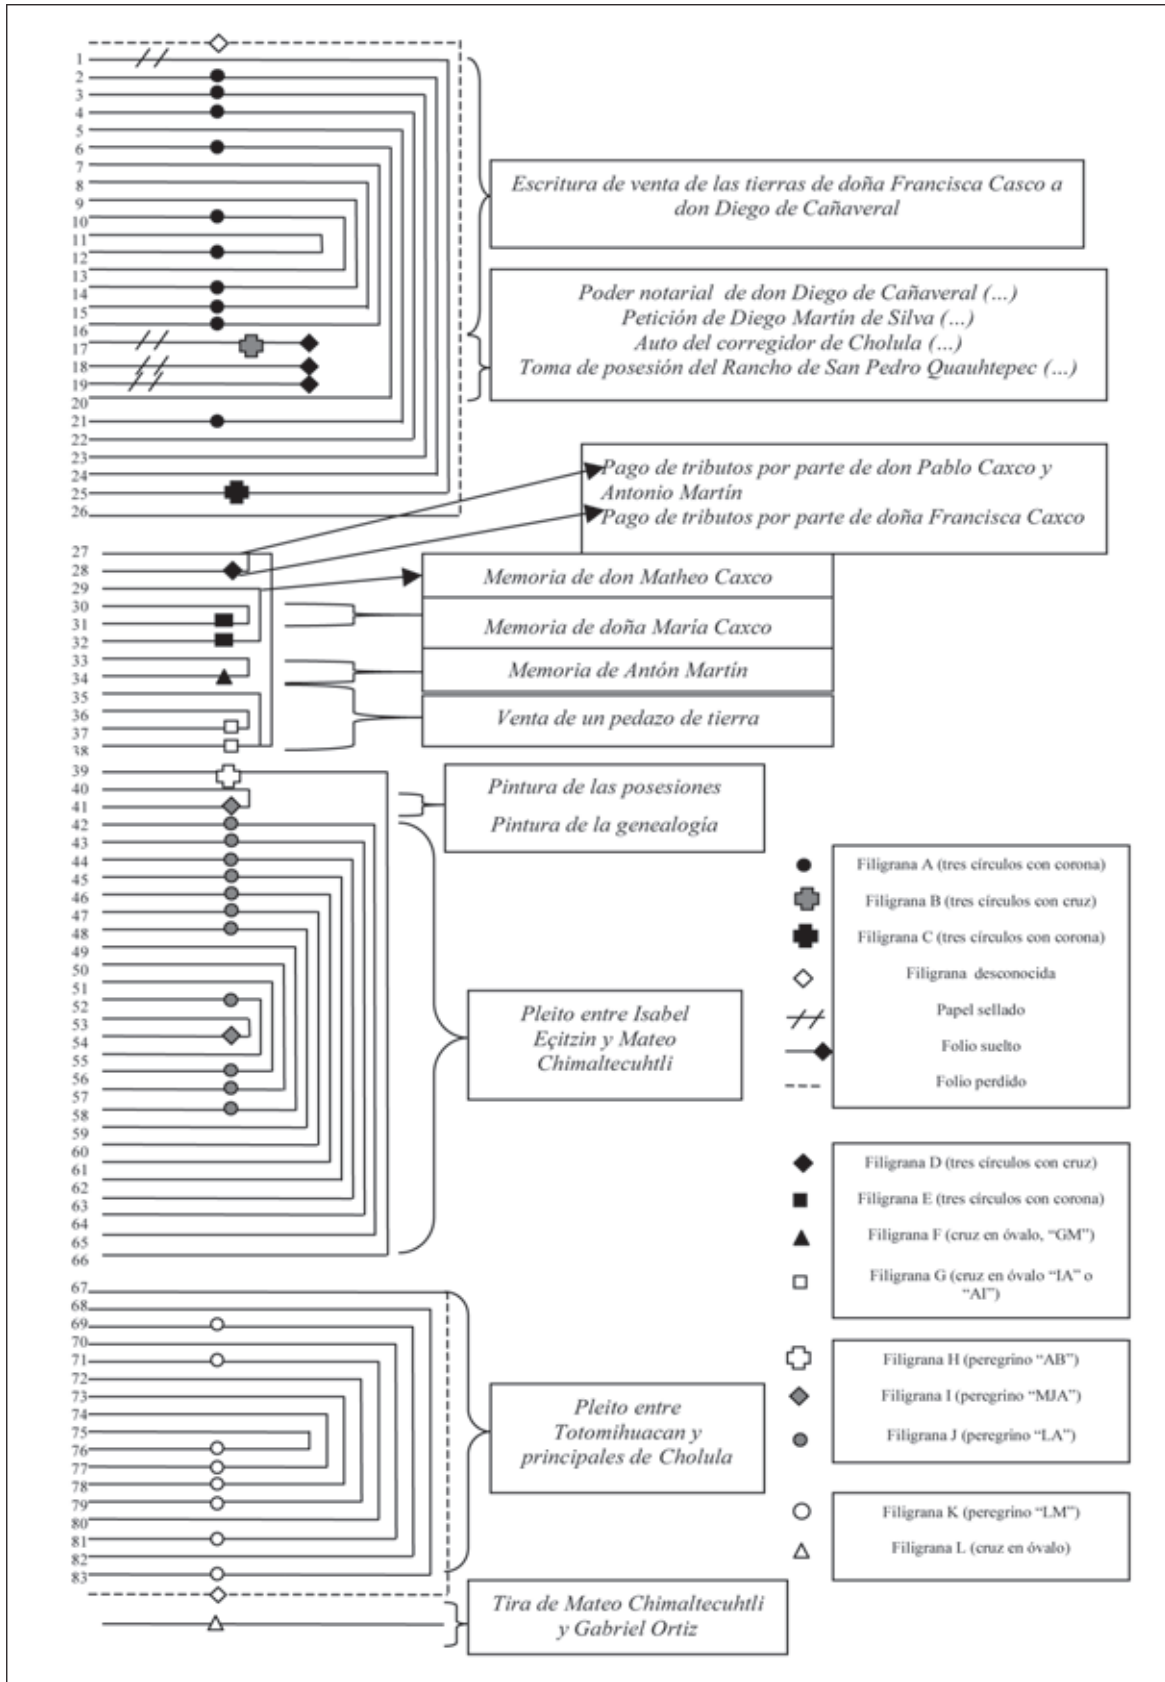 1
2
3
4
5
6
7
8
9
10
11
12
13
14
15
16
17
18
19
20
21
22
23
24
25
26
Escritura de venta de las tierras de doña Francisca Casco a
don Diego de Cañaveral
Poder notarial de don Diego de Cañaveral (...)
Petición de Diego Martín de Silva (...)
Auto del corregidor de Cholula (...)
Toma de posesión del Rancho de San Pedro Quauhtepec (...)
27
28
29
30
31
32
33
34
35
36
37
38
Pago de tributos por parte de don Pablo Caxco y
Antonio Martín
Pago de tributos por parte de doña Francisca Caxco
Memoria de don Matheo Caxco
Memoria de doña María Caxco
Memoria de Antón Martín
Venta de un pedazo de tierra
39
40
41
42
43
44
45
46
47
48
49
50
51
52
53
54
55
56
57
58
59
60
61
62
63
64
65
66
Pintura de las posesiones
Pintura de la genealogía
Pleito entre Isabel
Eçitzin y Mateo
Chimaltecuhtli
67
68
69
70
71
72
73
74
75
76
77
78
79
80
81
82
83
Pleito entre
Totomihuacan y
principales de Cholula
Tira de Mateo Chimaltecuhtli
y Gabriel Ortiz
Filigrana A (tres círculos con corona)
Filigrana B (tres círculos con cruz)
Filigrana C (tres círculos con corona)
Filigrana desconocida
Papel sellado
Folio suelto
Folio perdido
Filigrana D (tres círculos con cruz)
Filigrana E (tres círculos con corona)
Filigrana F (cruz en óvalo, “GM”)
Filigrana G (cruz en óvalo “IA” o
“AI”)
Filigrana H (peregrino “AB”)
Filigrana I (peregrino “MJA”)
Filigrana J (peregrino “LA”)
Filigrana K (peregrino “LM”)
Filigrana L (cruz en óvalo)